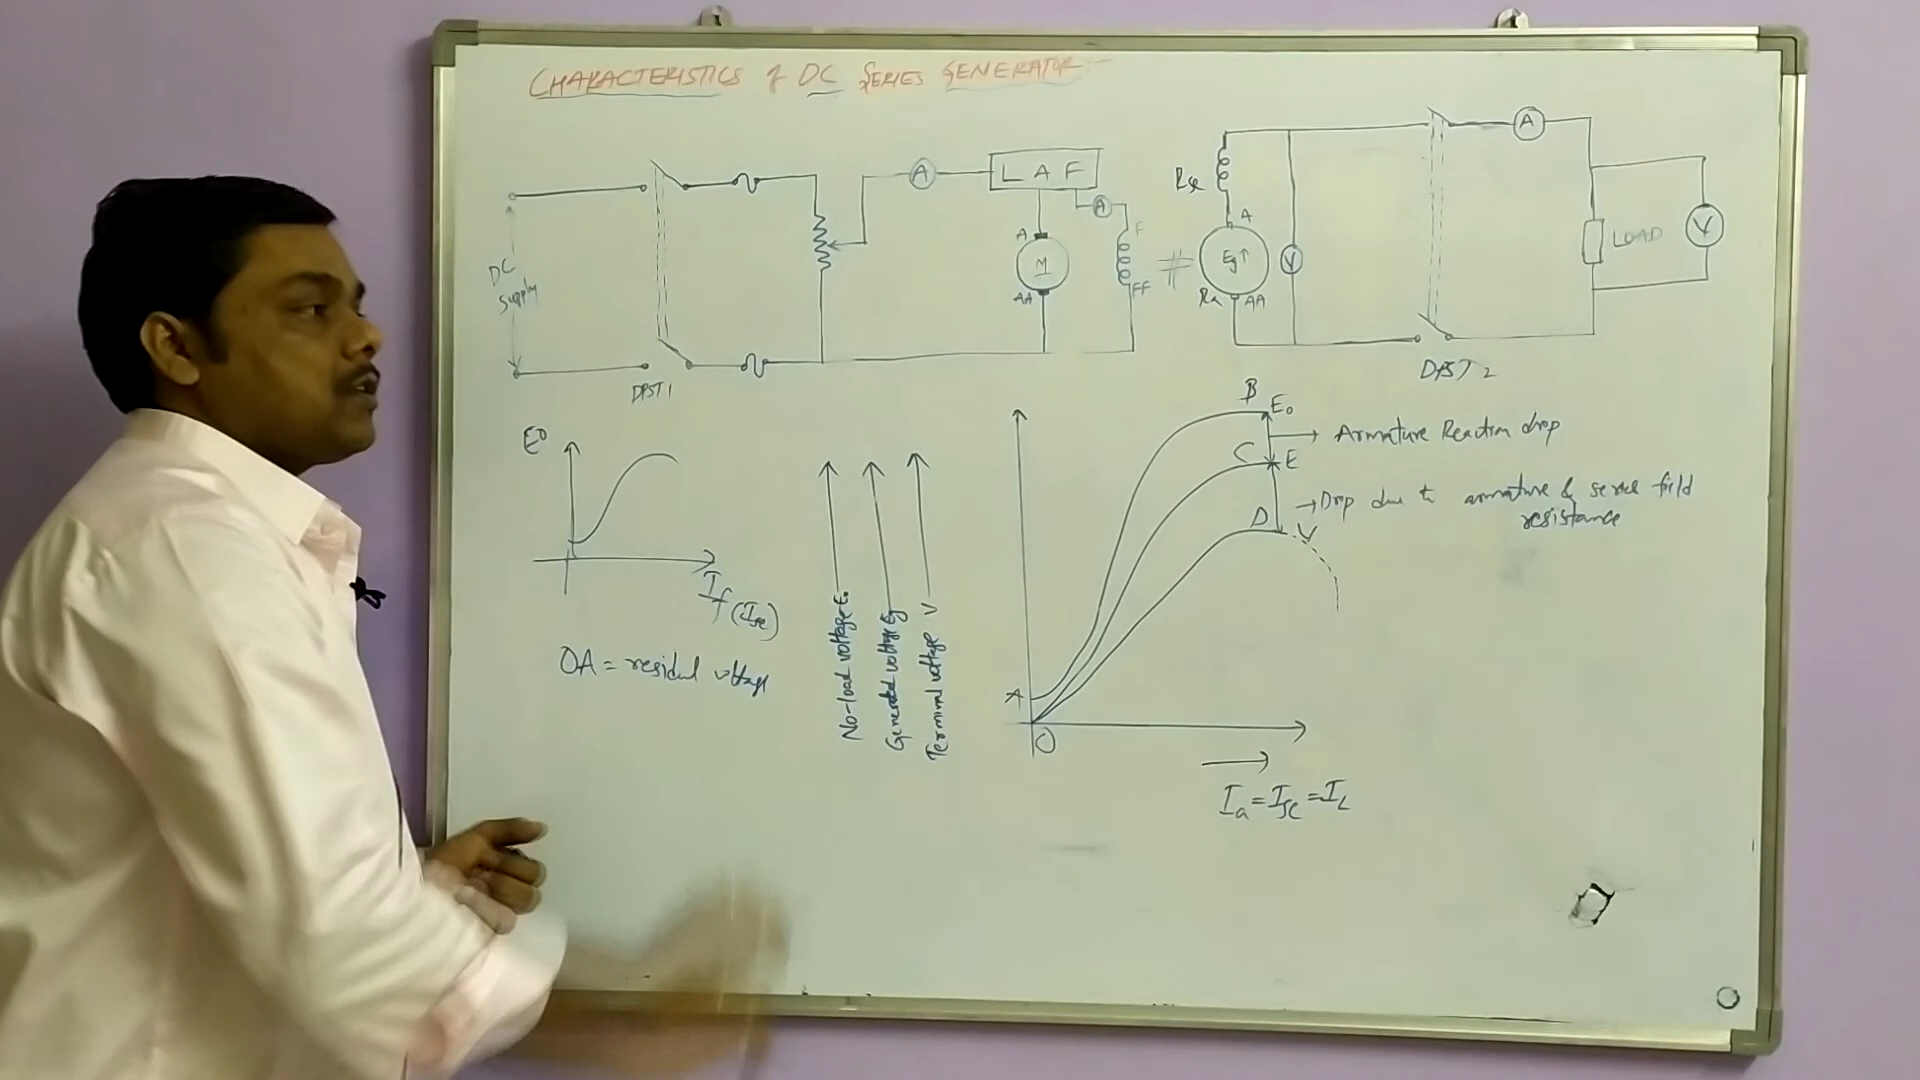 CHARACTERISTICS of DC SERIES GENERATOR
DC
supply
DPST 1
A
L A F
A
A
M
AA
F
FF
Rse
A
Eg↑
Ra
AA
V
DPST 2
A
LOAD
V
E0
If (Ise)
OA = residual voltage
No-load voltage E0
Generated voltage Eg
Terminal voltage V
B E0
→ Armature Reaction drop
C E
→ Drop due to armature & series field
resistance
D V
A
O
Ia = Ise = IL